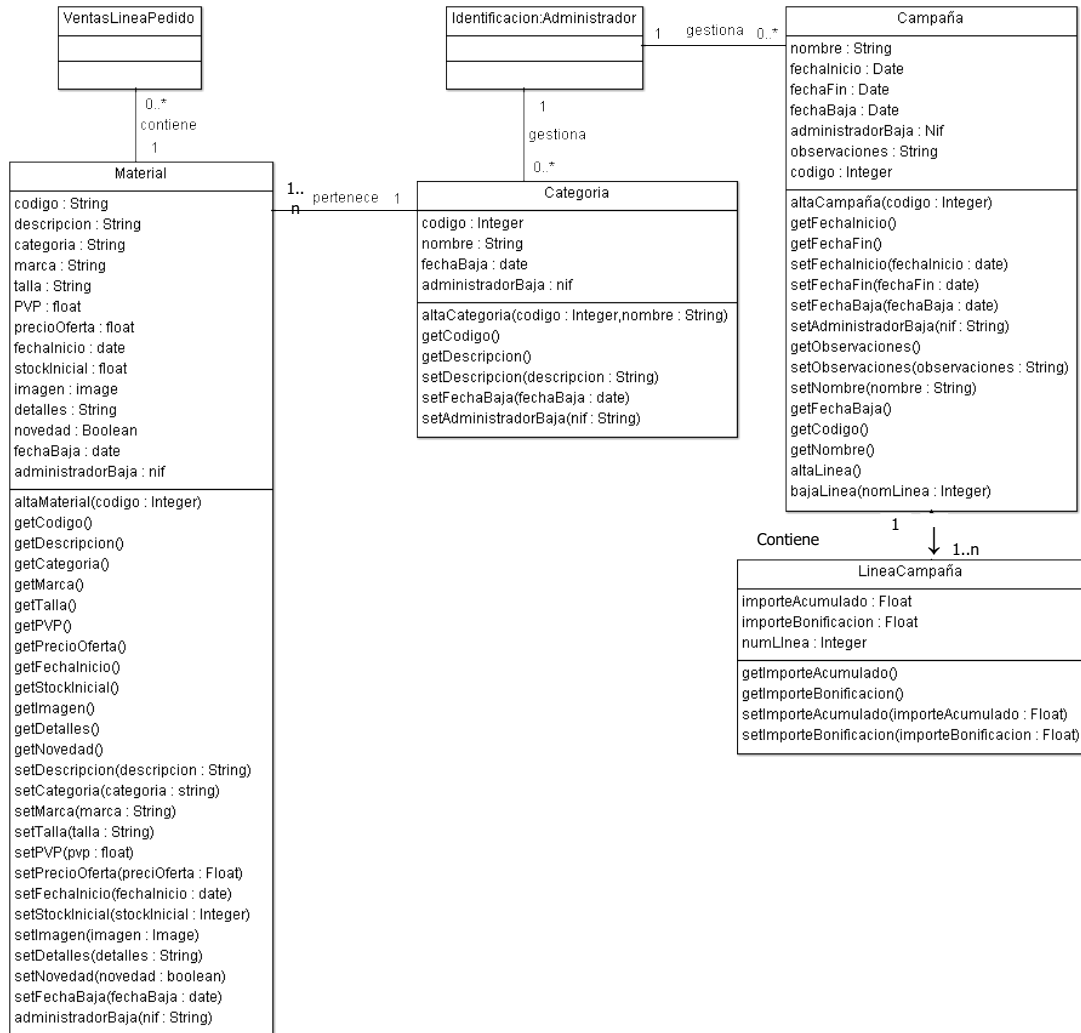 VentasLineaPedido
0..*
contiene
1
Material
codigo : String
descripcion : String
categoria : String
marca : String
talla : String
PVP : float
precioOferta : float
fechaInicio : date
stockInicial : float
imagen : image
detalles : String
novedad : Boolean
fechaBaja : date
administradorBaja : nif
altaMaterial(codigo : Integer)
getCodigo()
getDescripcion()
getCategoria()
getMarca()
getTalla()
getPVP()
getPrecioOferta()
getFechaInicio()
getStockInicial()
getImagen()
getDetalles()
getNovedad()
setDescripcion(descripcion : String)
setCategoria(categoria : string)
setMarca(marca : String)
setTalla(talla : String)
setPVP(pvp : float)
setPrecioOferta(preciOferta : Float)
setFechaInicio(fechaInicio : date)
setStockInicial(stockInicial : Integer)
setImagen(imagen : Image)
setDetalles(detalles : String)
setNovedad(novedad : boolean)
setFechaBaja(fechaBaja : date)
administradorBaja(nif : String)
1..
n
pertenece
1
Identificacion:Administrador
1
gestiona
0..*
1
gestiona
0..*
Categoria
codigo : Integer
nombre : String
fechaBaja : date
administradorBaja : nif
altaCategoria(codigo : Integer,nombre : String)
getCodigo()
getDescripcion()
setDescripcion(descripcion : String)
setFechaBaja(fechaBaja : date)
setAdministradorBaja(nif : String)
Campaña
nombre : String
fechaInicio : Date
fechaFin : Date
fechaBaja : Date
administradorBaja : Nif
observaciones : String
codigo : Integer
altaCampaña(codigo : Integer)
getFechaInicio()
getFechaFin()
setFechaInicio(fechaInicio : date)
setFechaFin(fechaFin : date)
setFechaBaja(fechaBaja : date)
setAdministradorBaja(nif : String)
getObservaciones()
setObservaciones(observaciones : String)
setNombre(nombre : String)
getFechaBaja()
getCodigo()
getNombre()
altaLinea()
bajaLinea(nomLinea : Integer)
1
Contiene
1..n
LineaCampaña
importeAcumulado : Float
importeBonificacion : Float
numLInea : Integer
getImporteAcumulado()
getImporteBonificacion()
setImporteAcumulado(importeAcumulado : Float)
setImporteBonificacion(importeBonificacion : Float)